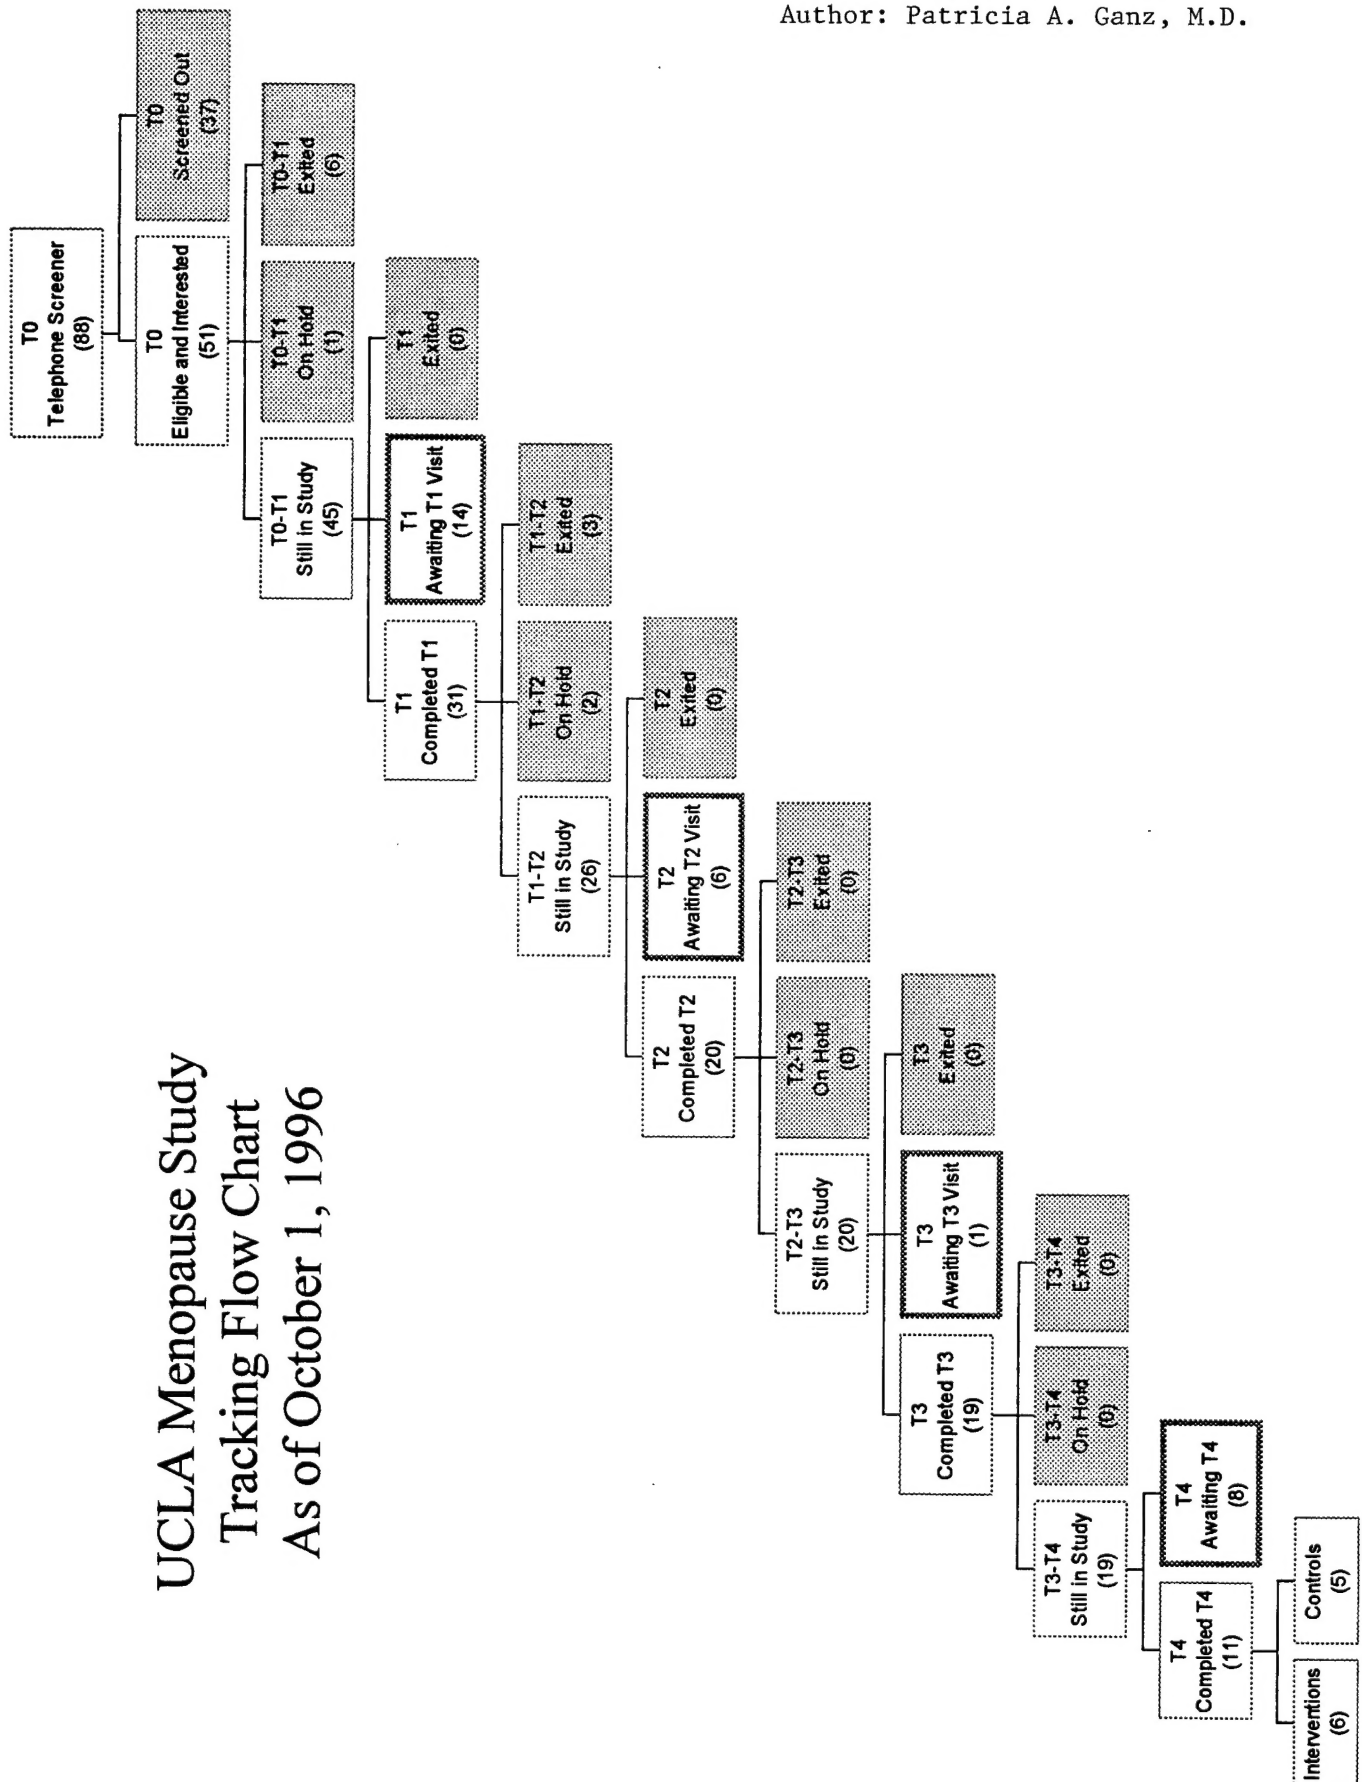 Author: Patricia A. Ganz, M.D.
UCLA Menopause Study
Tracking Flow Chart
As of October 1, 1996
T0
Telephone Screener
(88)
T0
Eligible and Interested
(51)
T0
Screened Out
(37)
T0-T1
Still in Study
(45)
T0-T1
On Hold
(1)
T0-T1
Exited
(6)
T1
Completed T1
(31)
T1
Awaiting T1 Visit
(14)
T1
Exited
(0)
T1-T2
Still in Study
(26)
T1-T2
On Hold
(2)
T1-T2
Exited
(3)
T2
Completed T2
(20)
T2
Awaiting T2 Visit
(6)
T2
Exited
(0)
T2-T3
Still in Study
(20)
T2-T3
On Hold
(0)
T2-T3
Exited
(0)
T3
Completed T3
(19)
T3
Awaiting T3 Visit
(1)
T3
Exited
(0)
T3-T4
Still in Study
(19)
T3-T4
On Hold
(0)
T3-T4
Exited
(0)
T4
Completed T4
(11)
T4
Awaiting T4
(8)
Interventions
(6)
Controls
(5)